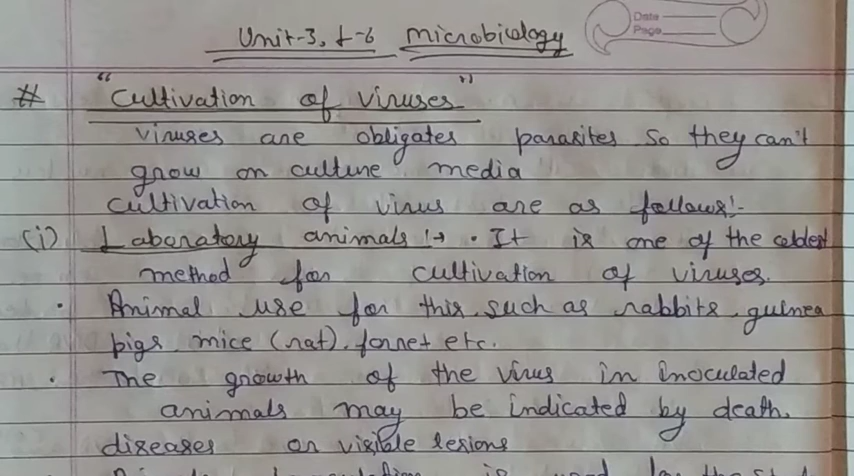 Unit-3, L-6 Microbiology
Date
Page
# "Cultivation of Viruses"
Viruses are obligates parasites so they can't
grow on culture media
Cultivation of virus are as follows:-
(i) Laboratory animals :→ • It is one of the oldest
method for cultivation of viruses.
• Animal use for this such as rabbits, guinea
pigs, mice (rat), forret etc.
• The growth of the virus in inoculated
animals may be indicated by death,
diseases or visible lesions